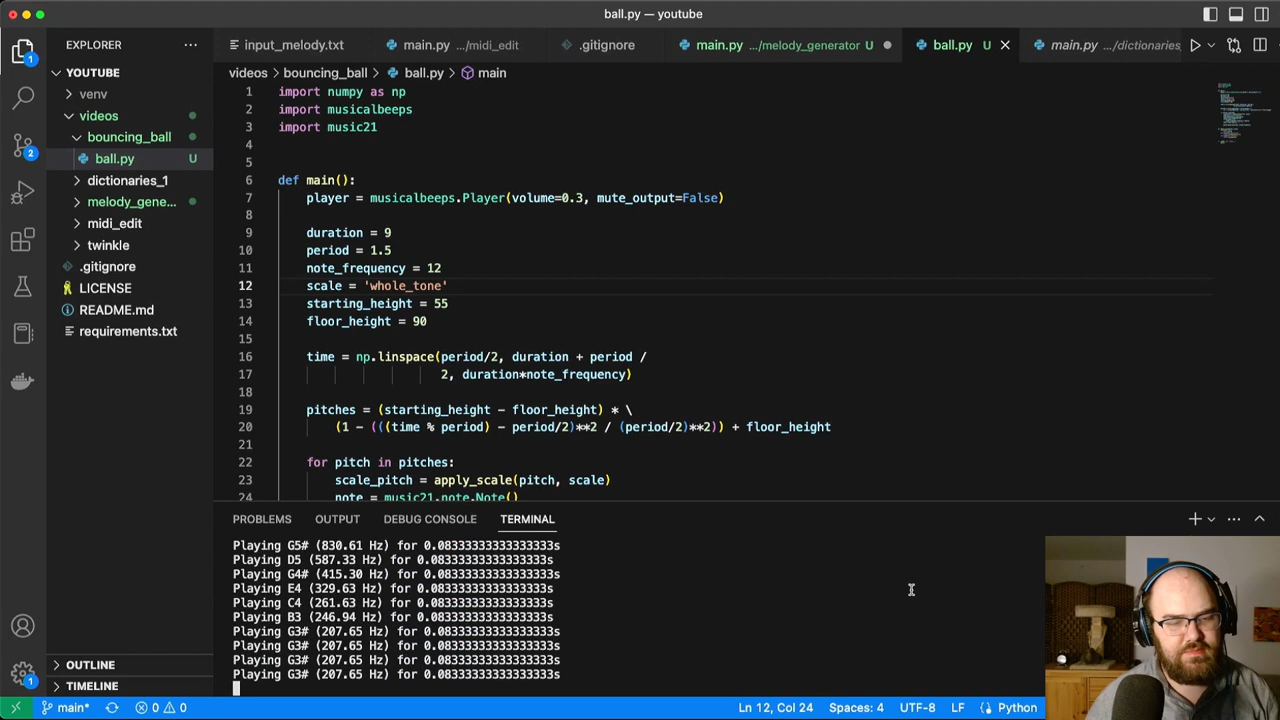 ball.py — youtube
EXPLORER
input_melody.txt
main.py .../midi_edit
.gitignore
main.py .../melody_generator U
ball.py U
main.py .../dictionaries
YOUTUBE
venv
videos
bouncing_ball
ball.py U
dictionaries_1
melody_gene...
midi_edit
twinkle
.gitignore
LICENSE
README.md
requirements.txt
OUTLINE
TIMELINE
videos > bouncing_ball > ball.py > main
1 import numpy as np
2 import musicalbeeps
3 import music21
4
5
6 def main():
7 player = musicalbeeps.Player(volume=0.3, mute_output=False)
8
9 duration = 9
10 period = 1.5
11 note_frequency = 12
12 scale = 'whole_tone'
13 starting_height = 55
14 floor_height = 90
15
16 time = np.linspace(period/2, duration + period /
17 2, duration*note_frequency)
18
19 pitches = (starting_height - floor_height) * \
20 (1 - (((time % period) - period/2)**2 / (period/2)**2)) + floor_height
21
22 for pitch in pitches:
23 scale_pitch = apply_scale(pitch, scale)
24 note = music21.note.Note()
PROBLEMS OUTPUT DEBUG CONSOLE TERMINAL
Playing G5# (830.61 Hz) for 0.08333333333333333s
Playing D5 (587.33 Hz) for 0.08333333333333333s
Playing G4# (415.30 Hz) for 0.08333333333333333s
Playing E4 (329.63 Hz) for 0.08333333333333333s
Playing C4 (261.63 Hz) for 0.08333333333333333s
Playing B3 (246.94 Hz) for 0.08333333333333333s
Playing G3# (207.65 Hz) for 0.08333333333333333s
Playing G3# (207.65 Hz) for 0.08333333333333333s
Playing G3# (207.65 Hz) for 0.08333333333333333s
Playing G3# (207.65 Hz) for 0.08333333333333333s
1
2
1
main* 0 0 Ln 12, Col 24 Spaces: 4 UTF-8 LF Python